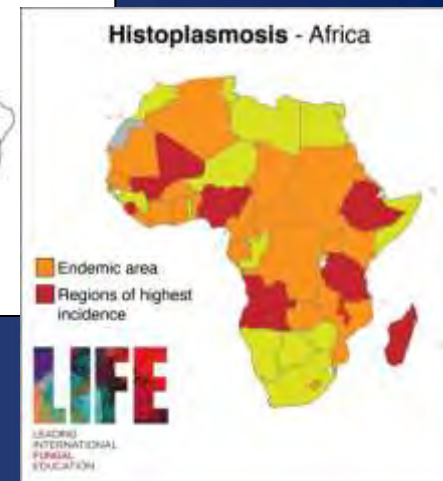 Histoplasmosis - Africa
Endemic area
Regions of highest
incidence
LIFE
LEADING
INTERNATIONAL
FUNGAL
EDUCATION